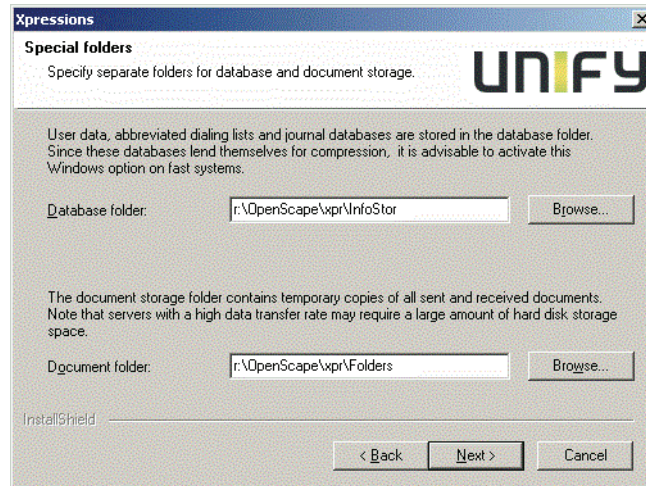 Xpressions
Special folders
Specify separate folders for database and document storage.
UNIFY
User data, abbreviated dialing lists and journal databases are stored in the database folder.
Since these databases lend themselves for compression, it is advisable to activate this
Windows option on fast systems.
Database folder:
r:\OpenScape\xpr\InfoStor
Browse...
The document storage folder contains temporary copies of all sent and received documents.
Note that servers with a high data transfer rate may require a large amount of hard disk storage
space.
Document folder:
r:\OpenScape\xpr\Folders
Browse...
InstallShield
< Back
Next >
Cancel